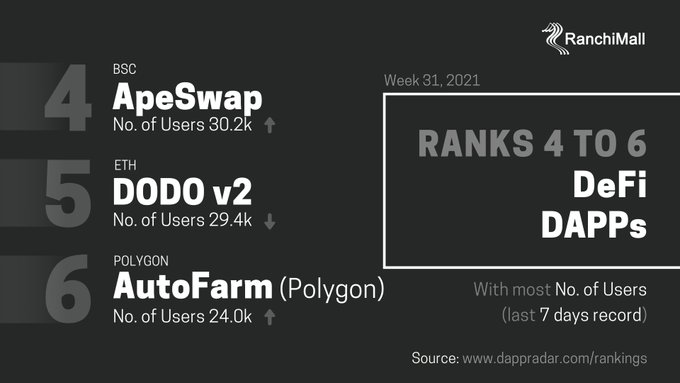 RanchiMall
4
BSC
ApeSwap
No. of Users 30.2k
5
ETH
DODO v2
No. of Users 29.4k
6
POLYGON
AutoFarm (Polygon)
No. of Users 24.0k
Week 31, 2021
RANKS 4 TO 6
DeFi
DAPPs
With most No. of Users
(last 7 days record)
Source: www.dappradar.com/rankings